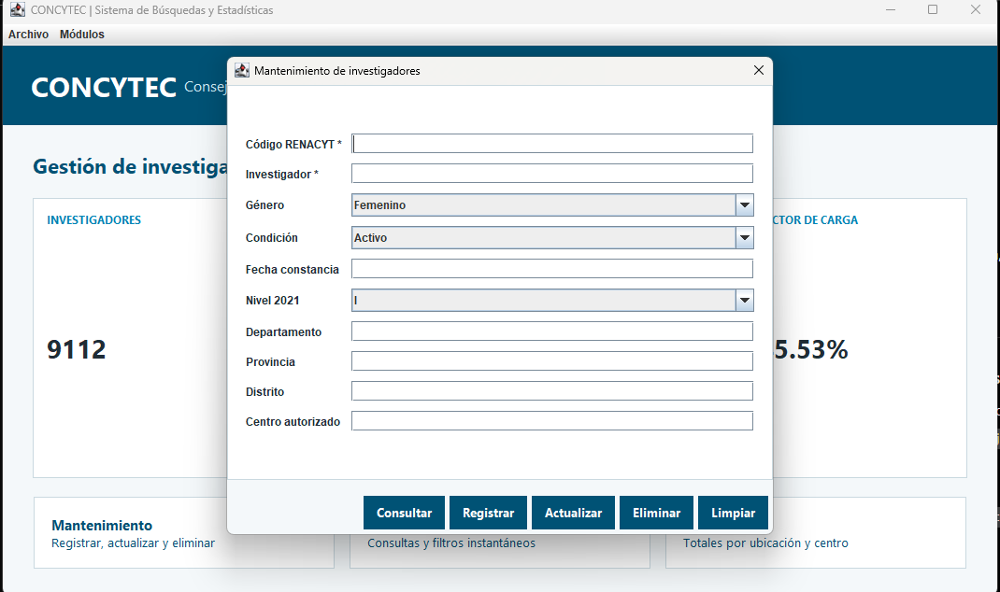 CONCYTEC | Sistema de Búsquedas y Estadísticas
Archivo Módulos
CONCYTEC Consej
Mantenimiento de investigadores
Código RENACYT *
Investigador *
Género Femenino
Condición Activo
Fecha constancia
Nivel 2021 I
Departamento
Provincia
Distrito
Centro autorizado
Consultar Registrar Actualizar Eliminar Limpiar
Gestión de investiga
INVESTIGADORES
9112
CTOR DE CARGA
5.53%
Mantenimiento
Registrar, actualizar y eliminar
Consultas y filtros instantáneos
Totales por ubicación y centro